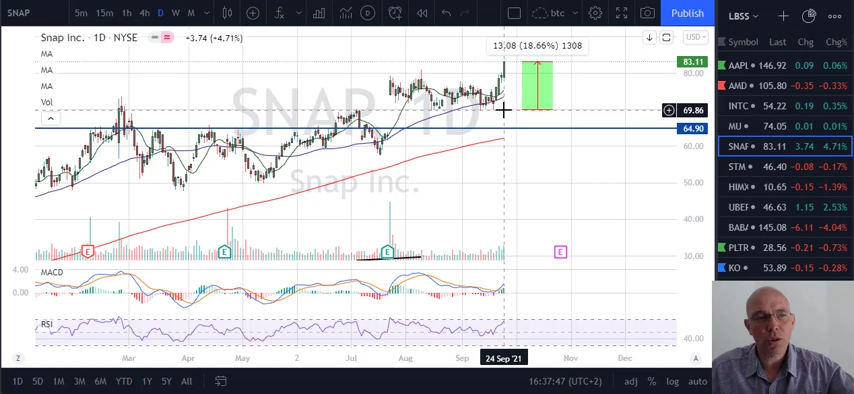 SNAP 5m 15m 1h 4h D W M btc Publish
LBSS
Snap Inc. · 1D · NYSE +3.74 (+4.71%)
MA
MA
MA
MA
Vol
13.08 (18.66%) 1308
USD
83.11
80.00
69.86
64.90
60.00
50.00
40.00
30.00
SNAP 1D
Snap Inc.
E E E E
MACD
4.00
0.00
RSI
40.00
Z Mar Apr May Jul Aug Sep 24 Sep '21 Nov Dec A
1D 5D 1M 3M 6M YTD 1Y 5Y All 16:37:47 (UTC+2) adj % log auto
Symbol Last Chg Chg%
AAPL 146.92 0.09 0.06%
AMD 105.80 -0.35 -0.33%
INTC 54.22 0.19 0.35%
MU 74.05 0.01 0.01%
SNAP 83.11 3.74 4.71%
STM 46.40 -0.08 -0.17%
HIMX 10.65 -0.15 -1.39%
UBER 46.63 1.15 2.53%
BABA 145.08 -6.11 -4.04%
PLTR 28.56 -0.21 -0.73%
KO 53.89 -0.15 -0.28%